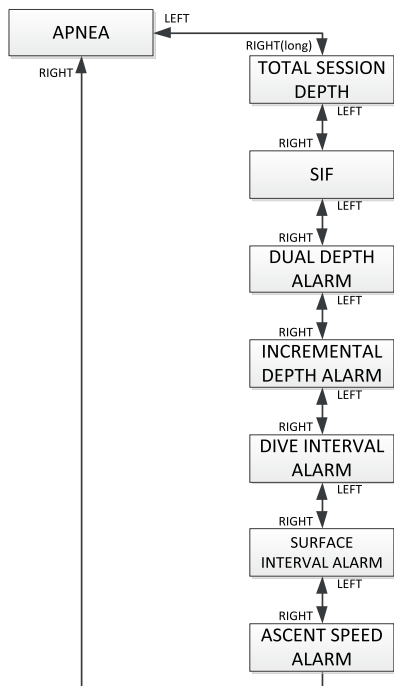 LEFT
APNEA
RIGHT(long)
RIGHT
TOTAL SESSION
DEPTH
LEFT
RIGHT
SIF
LEFT
RIGHT
DUAL DEPTH
ALARM
LEFT
RIGHT
INCREMENTAL
DEPTH ALARM
LEFT
RIGHT
DIVE INTERVAL
ALARM
LEFT
RIGHT
SURFACE
INTERVAL ALARM
LEFT
RIGHT
ASCENT SPEED
ALARM